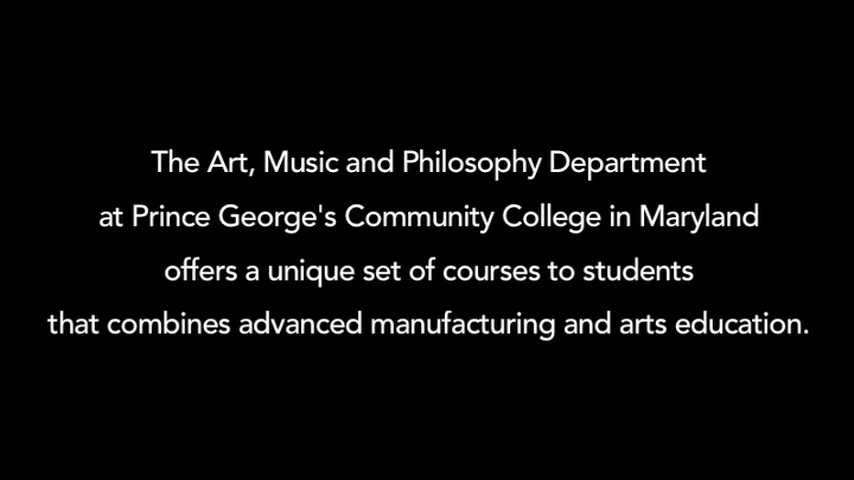 The Art, Music and Philosophy Department
at Prince George's Community College in Maryland
offers a unique set of courses to students
that combines advanced manufacturing and arts education.